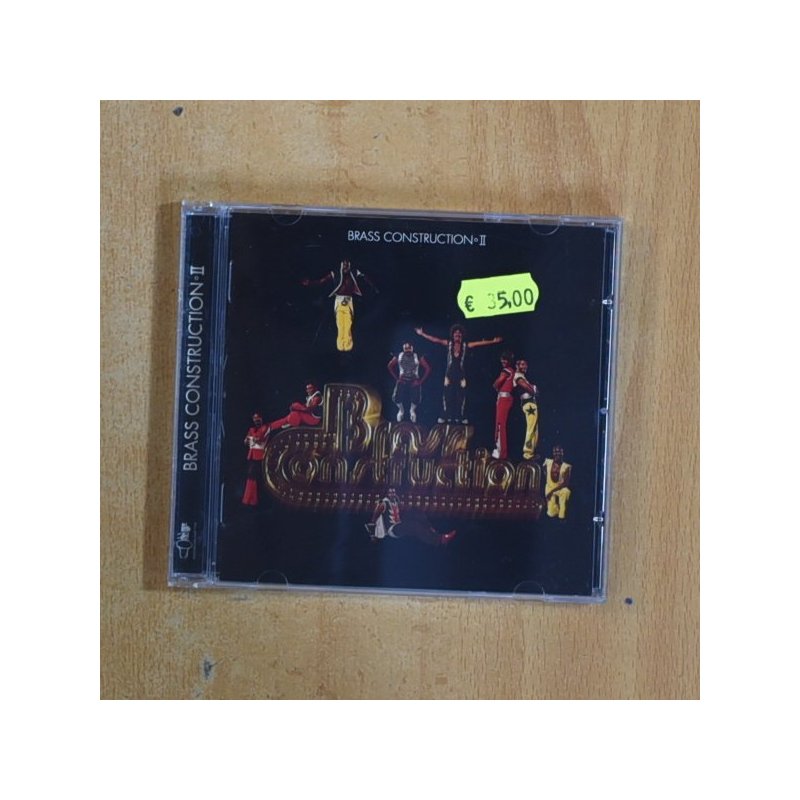 BRASS CONSTRUCTION•II
€ 35,00
Brass
Construction
BRASS CONSTRUCTION•II